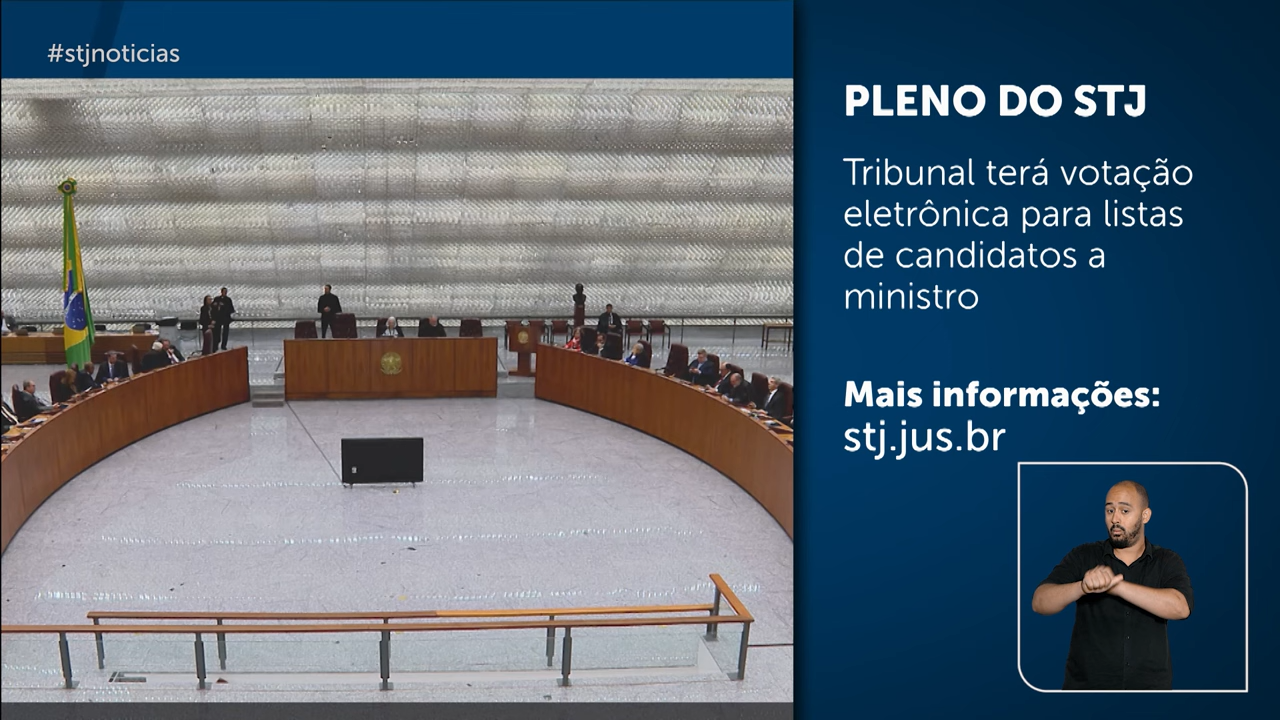 #stjnoticias
PLENO DO STJ
Tribunal terá votação
eletrônica para listas
de candidatos a
ministro
Mais informações:
stj.jus.br